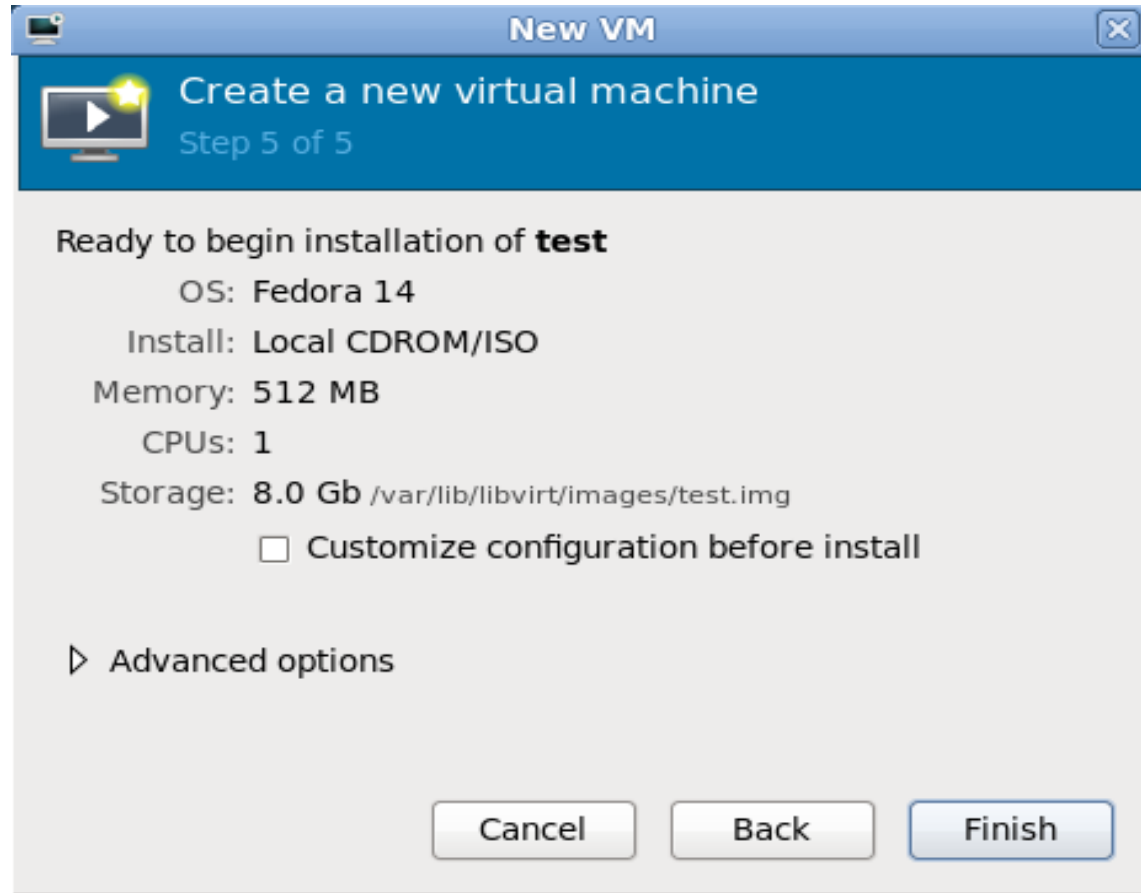 New VM
Create a new virtual machine
Step 5 of 5
Ready to begin installation of test
OS: Fedora 14
Install: Local CDROM/ISO
Memory: 512 MB
CPUs: 1
Storage: 8.0 Gb /var/lib/libvirt/images/test.img
Customize configuration before install
Advanced options
Cancel Back Finish